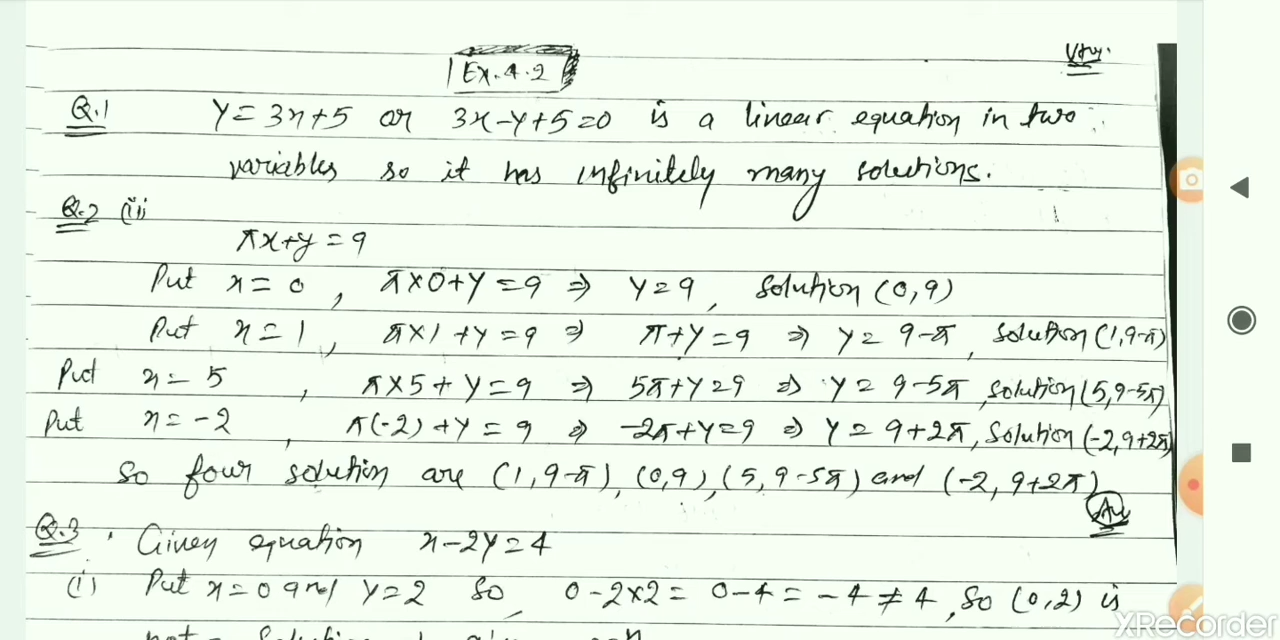 Ex. 4.2
Q.1 Y = 3x+5 or 3x-y+5=0 is a linear equation in two
variables so it has infinitely many solutions.
Q.2 (ii)
πx+y = 9
Put x = 0, π×0+y = 9 ⇒ y = 9, Solution (0,9)
Put x = 1, π×1+y = 9 ⇒ π+y = 9 ⇒ y = 9-π, Solution (1,9-π)
Put x = 5, π×5+y = 9 ⇒ 5π+y=9 ⇒ y = 9-5π, Solution (5,9-5π)
Put x = -2, π(-2)+y = 9 ⇒ -2π+y=9 ⇒ y = 9+2π, Solution (-2,9+2π)
So four solution are (1,9-π), (0,9), (5,9-5π) and (-2,9+2π)
Ans
Q.3 Given equation x-2y=4
(i) Put x=0 and y=2 so, 0-2×2= 0-4=-4≠4, So (0,2) is
XRecorder